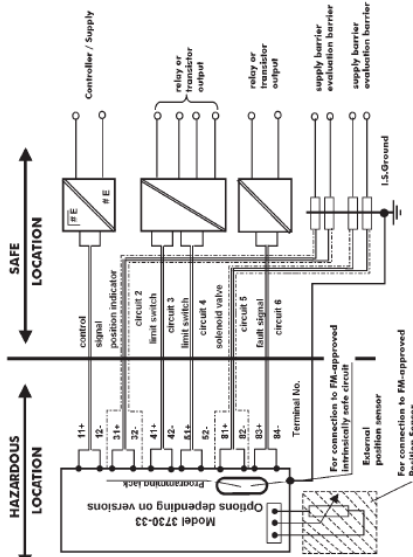 SAFE
LOCATION
HAZARDOUS
LOCATION
Controller / Supply
relay or
transistor
output
relay or
transistor
output
supply barrier
evaluation barrier
supply barrier
evaluation barrier
I.S.Ground
# E
# E
control
signal
position indicator
circuit 2
limit switch
circuit 3
limit switch
circuit 4
solenoid valve
circuit 5
fault signal
circuit 6
11+
12-
31+
32-
41+
42-
51+
52-
81+
82-
83+
84-
Terminal No.
Programming jack
Options depending on versions
Model 3730-33
For connection to FM-approved
intrinsically safe circuit
External
position sensor
For connection to FM-approved
Position Sensor